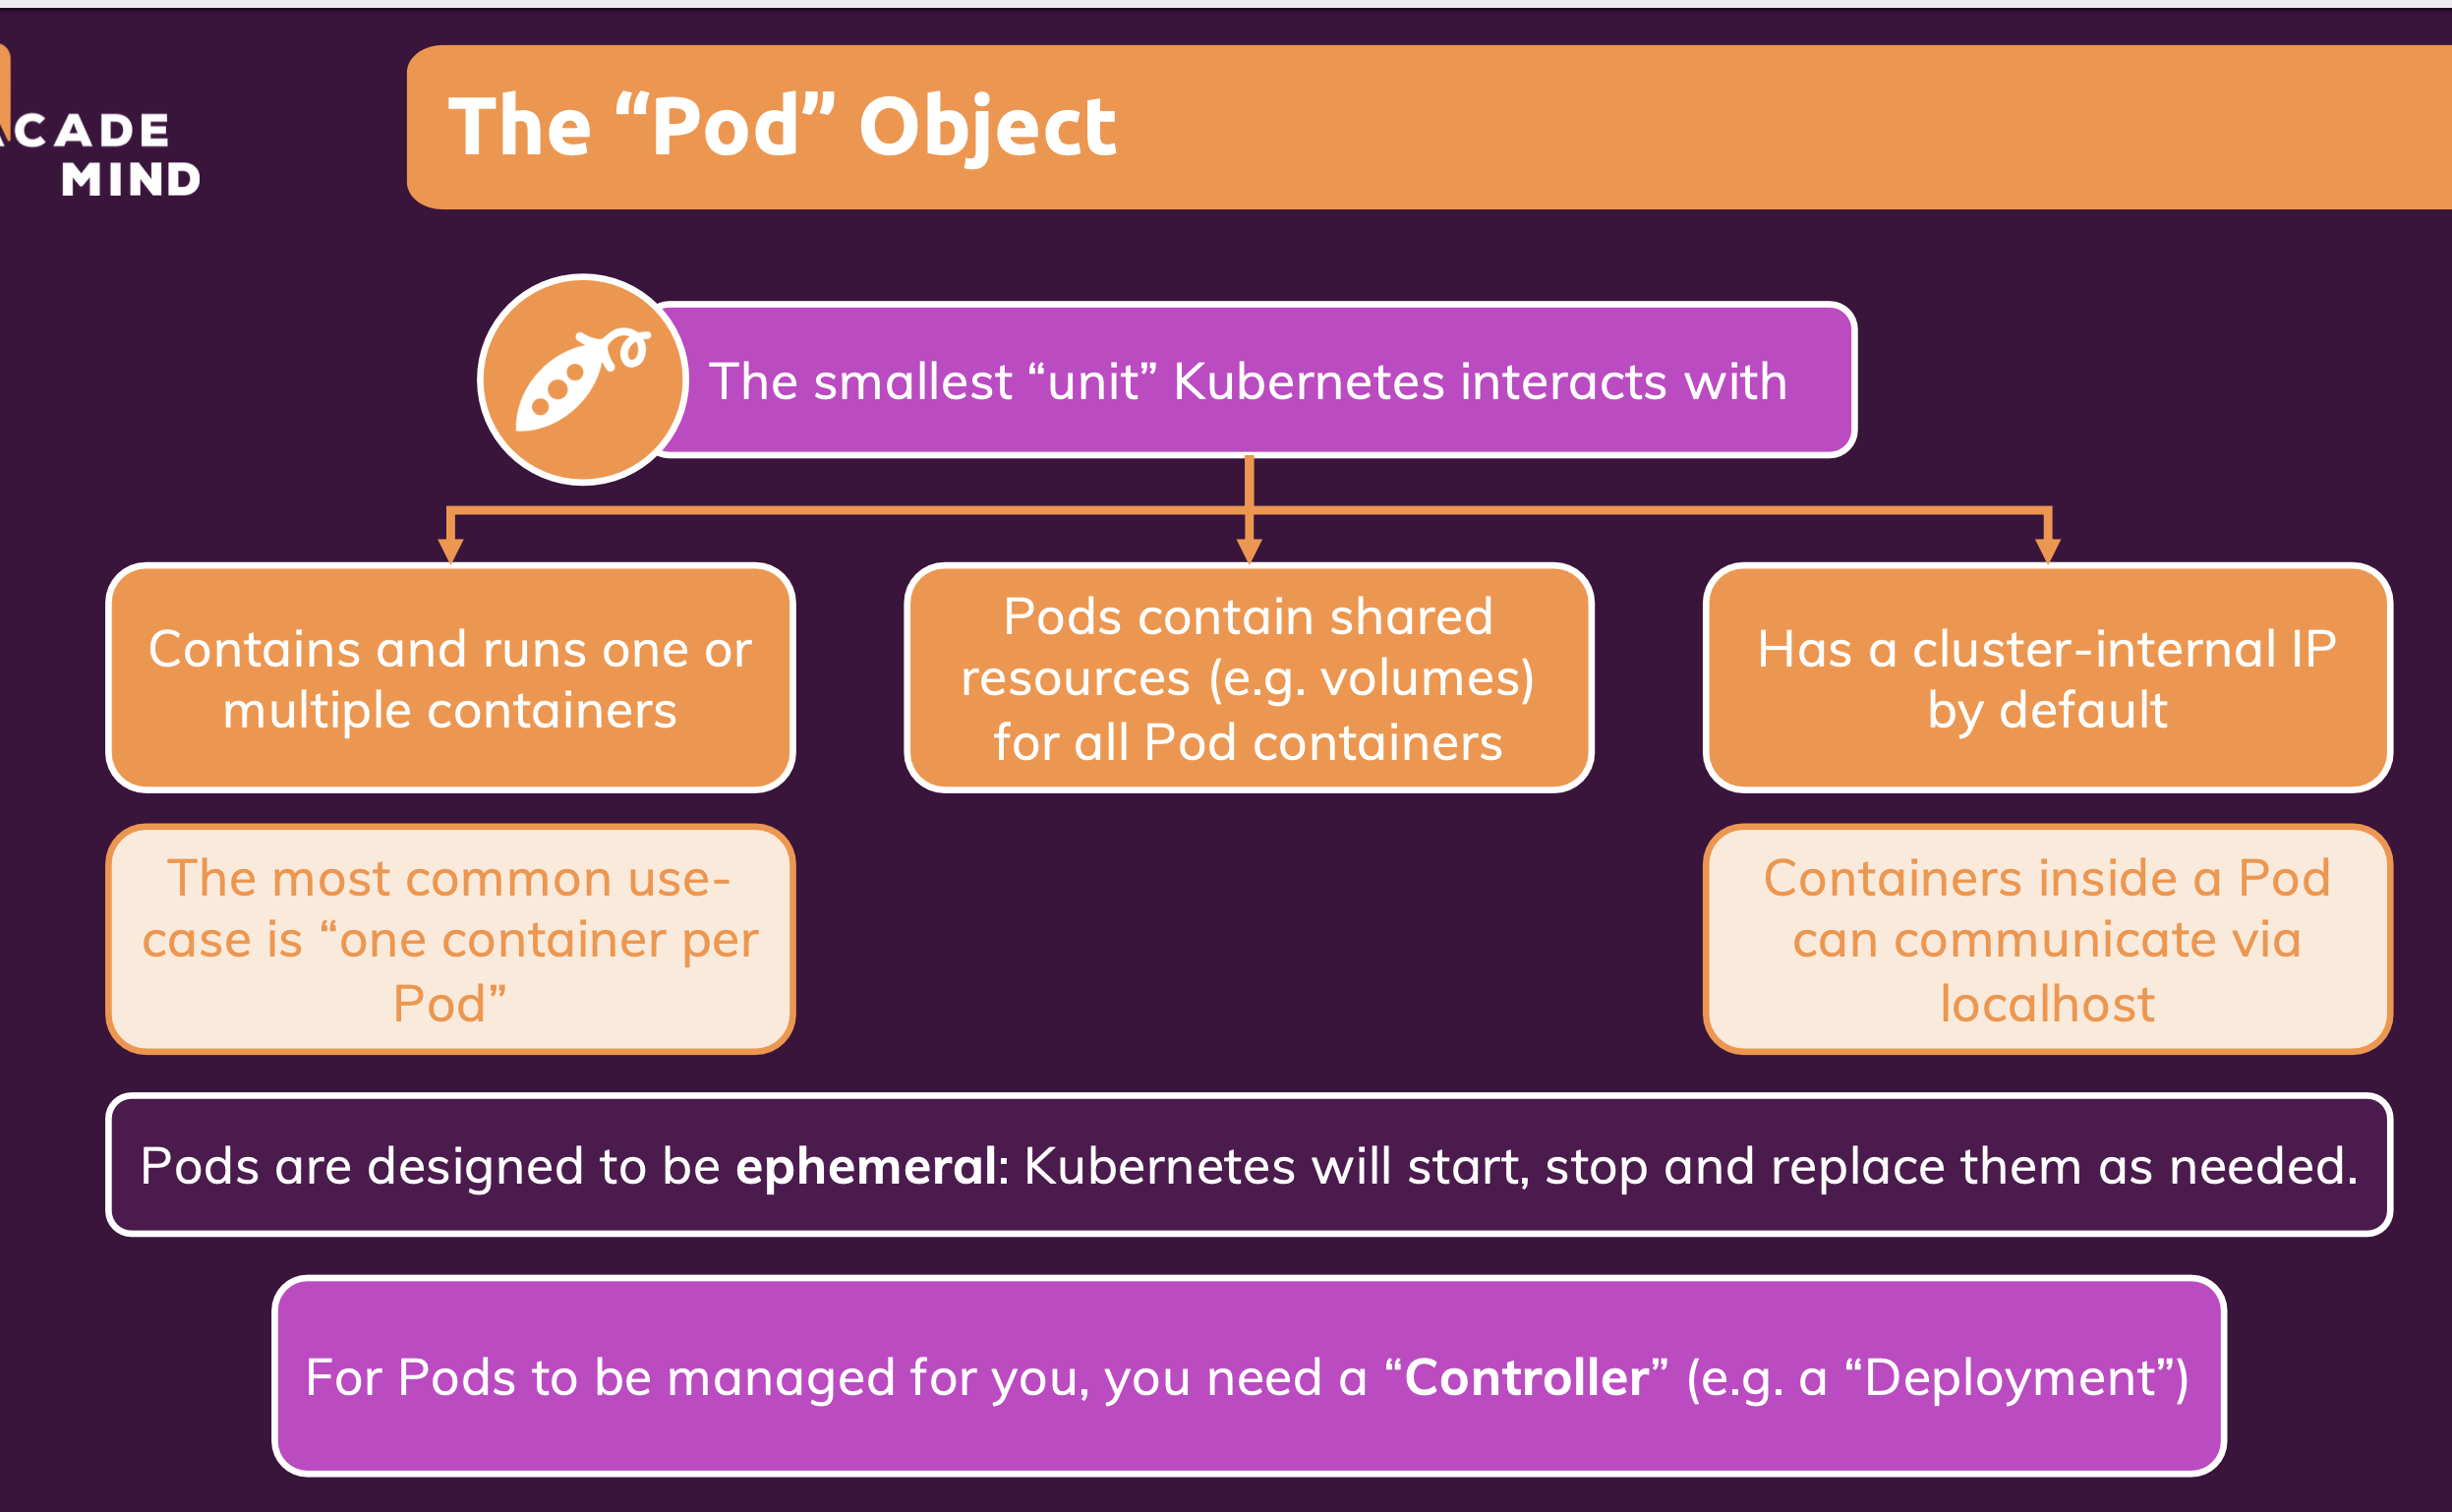 CADE
MIND
The “Pod” Object
The smallest “unit” Kubernetes interacts with
Contains and runs one or
multiple containers
Pods contain shared
resources (e.g. volumes)
for all Pod containers
Has a cluster-internal IP
by default
The most common use-
case is “one container per
Pod”
Containers inside a Pod
can communicate via
localhost
Pods are designed to be ephemeral: Kubernetes will start, stop and replace them as needed.
For Pods to be managed for you, you need a “Controller” (e.g. a “Deployment”)